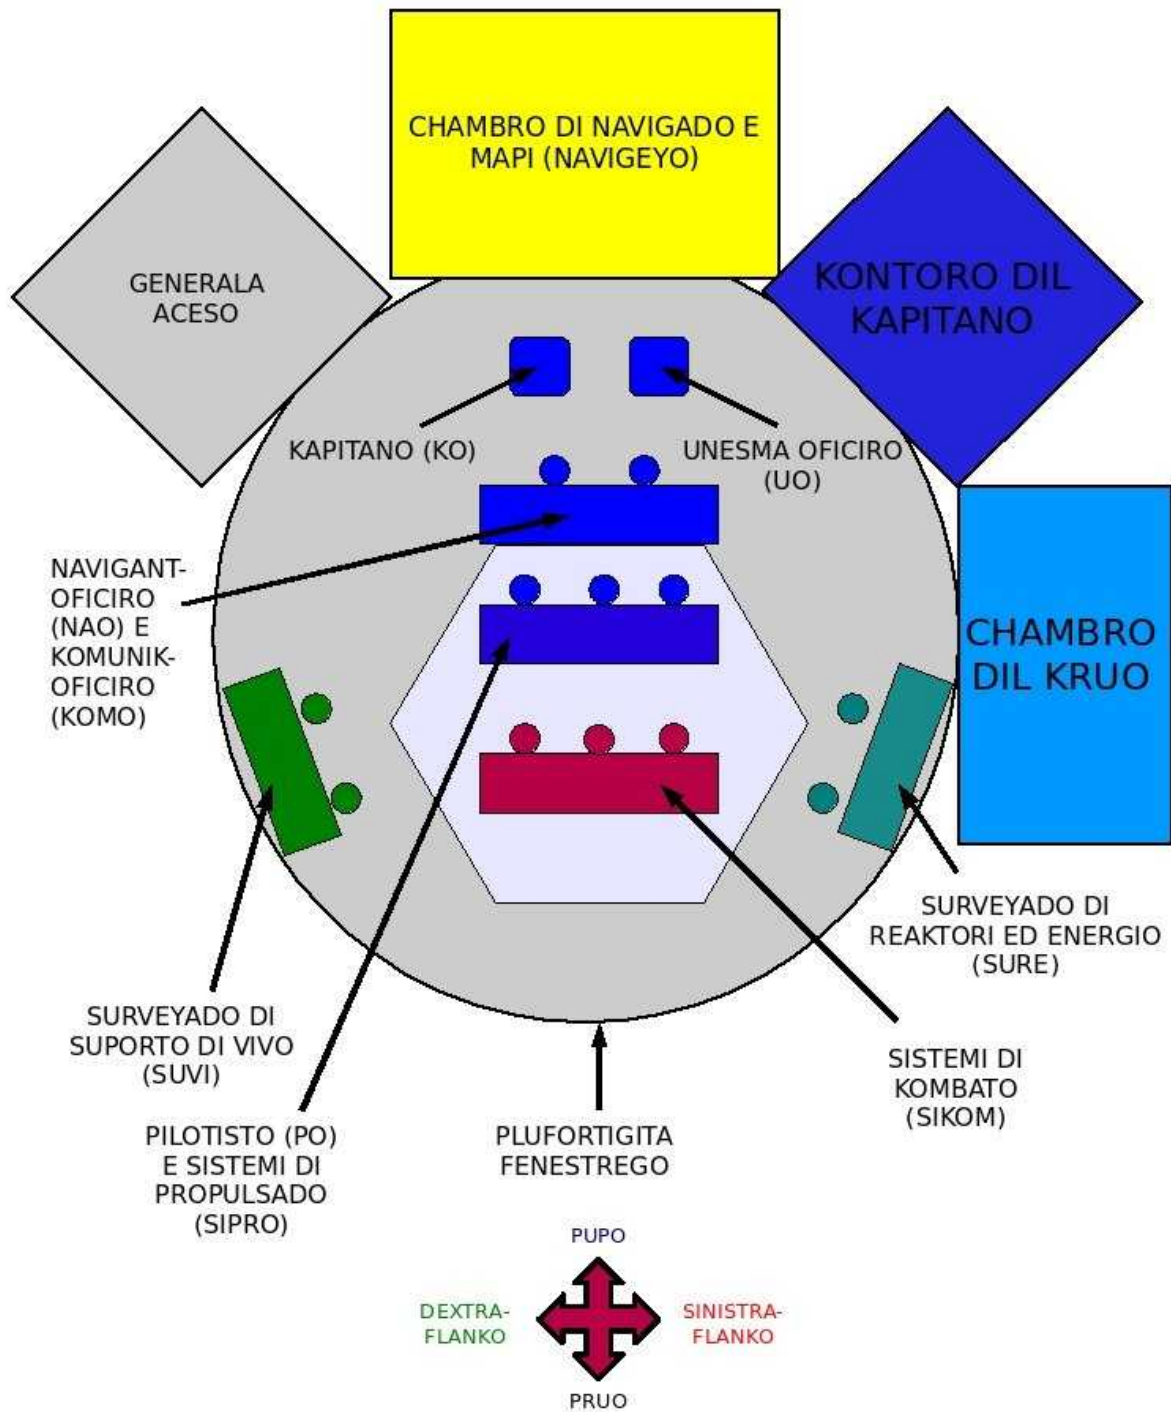 CHAMBRO DI NAVIGADO E
MAPI (NAVIGEYO)
GENERALA
ACESO
KONTORO DIL
KAPITANO
KAPITANO (KO)
UNESMA OFICIRO
(UO)
NAVIGANT-
OFICIRO
(NAO) E
KOMUNIK-
OFICIRO
(KOMO)
CHAMBRO
DIL KRUO
SURVEYADO DI
REAKTORI ED ENERGIO
(SURE)
SURVEYADO DI
SUPORTO DI VIVO
(SUVI)
SISTEMI DI
KOMBATO
(SIKOM)
PILOTISTO (PO)
E SISTEMI DI
PROPULSADO
(SIPRO)
PLUFORTIGITA
FENESTREGO
PUPO
DEXTRA-
FLANKO
SINISTRA-
FLANKO
PRUO